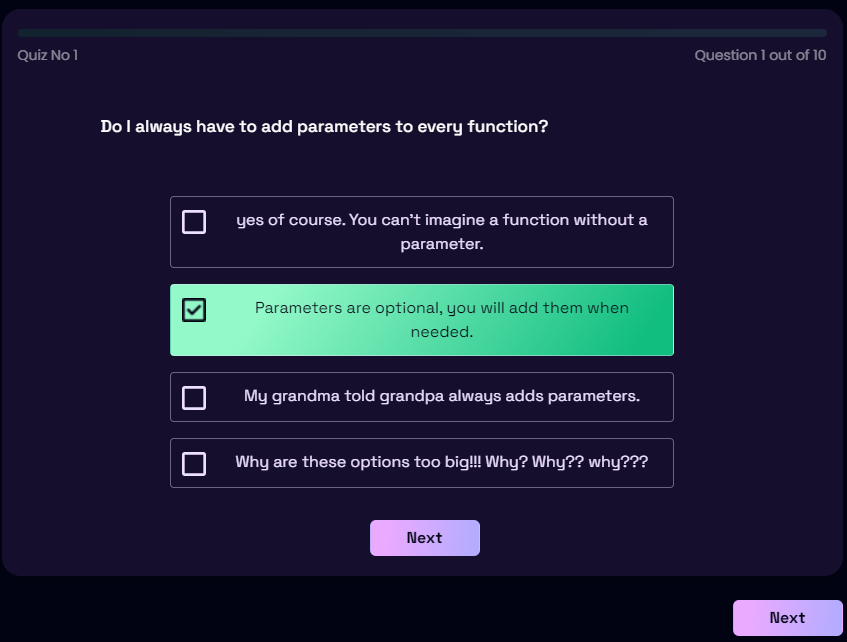 Quiz No 1
Question 1 out of 10
Do I always have to add parameters to every function?
yes of course. You can't imagine a function without a
parameter.
Parameters are optional, you will add them when
needed.
My grandma told grandpa always adds parameters.
Why are these options too big!!! Why? Why?? why???
Next
Next